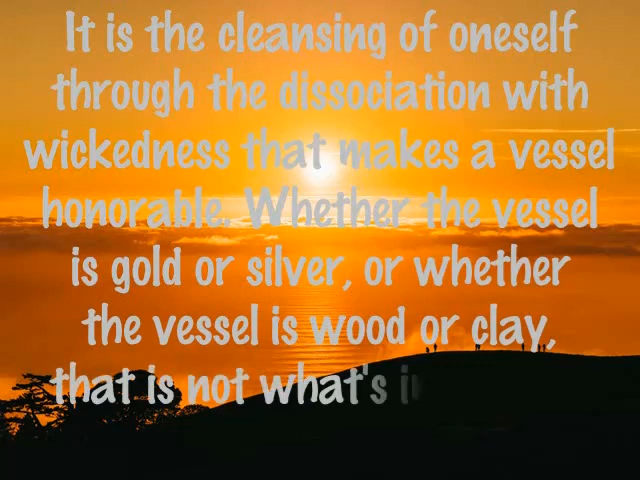 It is the cleansing of oneself
through the dissociation with
wickedness that makes a vessel
honorable. Whether the vessel
is gold or silver, or whether
the vessel is wood or clay,
that is not what's